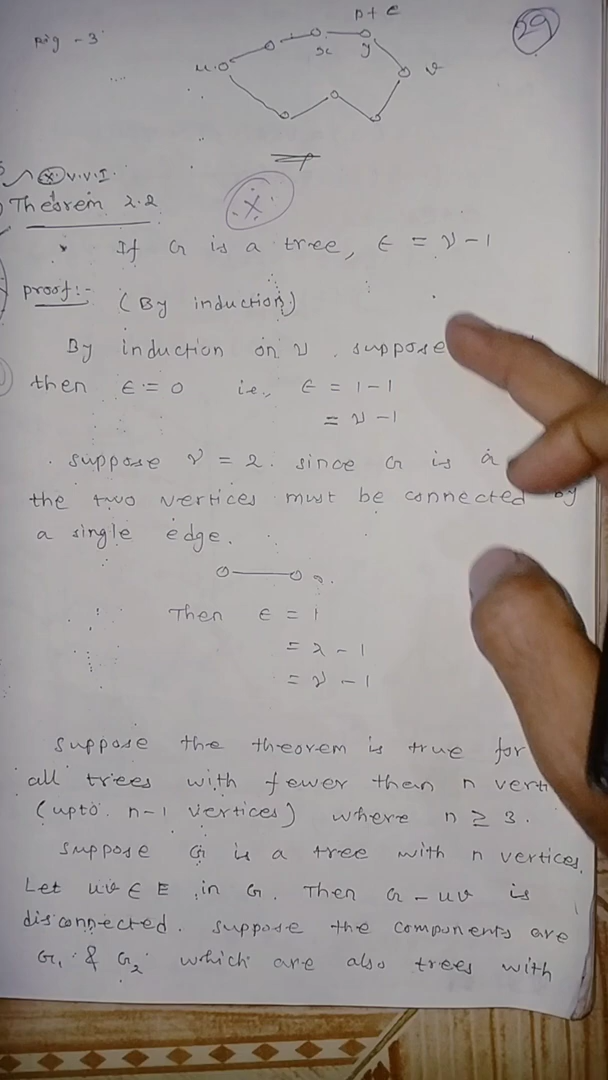 Fig - 3
P + e
29
u
x
y
v
V.V.I.
Theorem 2.2
If G is a tree, ε = ν - 1
proof:- (By induction)
By induction on ν. suppose
then ε = 0 i.e., ε = 1 - 1
= ν - 1
suppose ν = 2. since G is a
the two vertices must be connected by
a single edge.
Then ε = 1
= 2 - 1
= ν - 1
suppose the theorem is true for
all trees with fewer than n verti
(upto n-1 vertices) where n ≥ 3.
suppose G is a tree with n vertices.
Let uv ∈ E in G. Then G - uv is
disconnected. suppose the components are
G₁ & G₂ which are also trees with